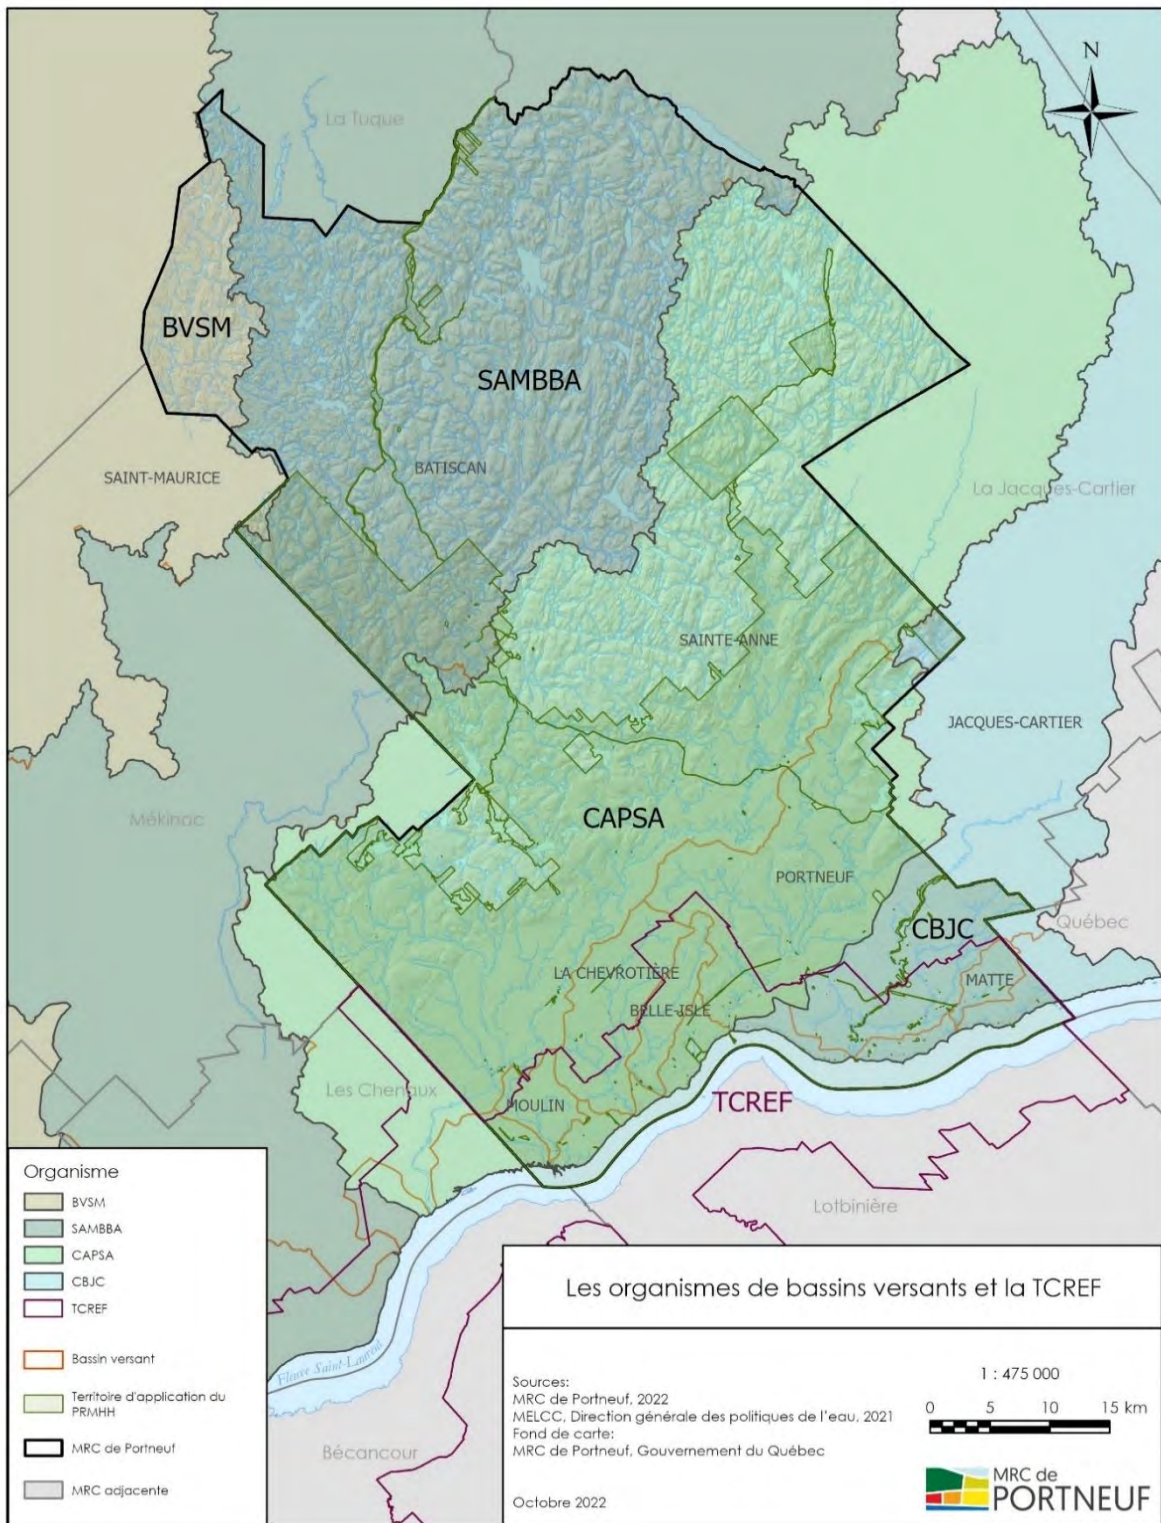 N
La Tuque
BVSM
SAMBBA
BATISCAN
SAINT-MAURICE
La Jacques-Cartier
SAINTE-ANNE
JACQUES-CARTIER
Mékinac
CAPSA
PORTNEUF
CBJC
Québec
LA CHEVROTIÈRE
MATTE
BELLE-ISLE
Les Chenaux
MOULIN
TCREF
Lotbinière
Fleuve Saint-Laurent
Bécancour
Organisme
BVSM
SAMBBA
CAPSA
CBJC
TCREF
Bassin versant
Territoire d'application du
PRMHH
MRC de Portneuf
MRC adjacente
Les organismes de bassins versants et la TCREF
Sources:
MRC de Portneuf, 2022
MELCC, Direction générale des politiques de l'eau, 2021
Fond de carte:
MRC de Portneuf, Gouvernement du Québec
Octobre 2022
1 : 475 000
0 5 10 15 km
MRC de
PORTNEUF